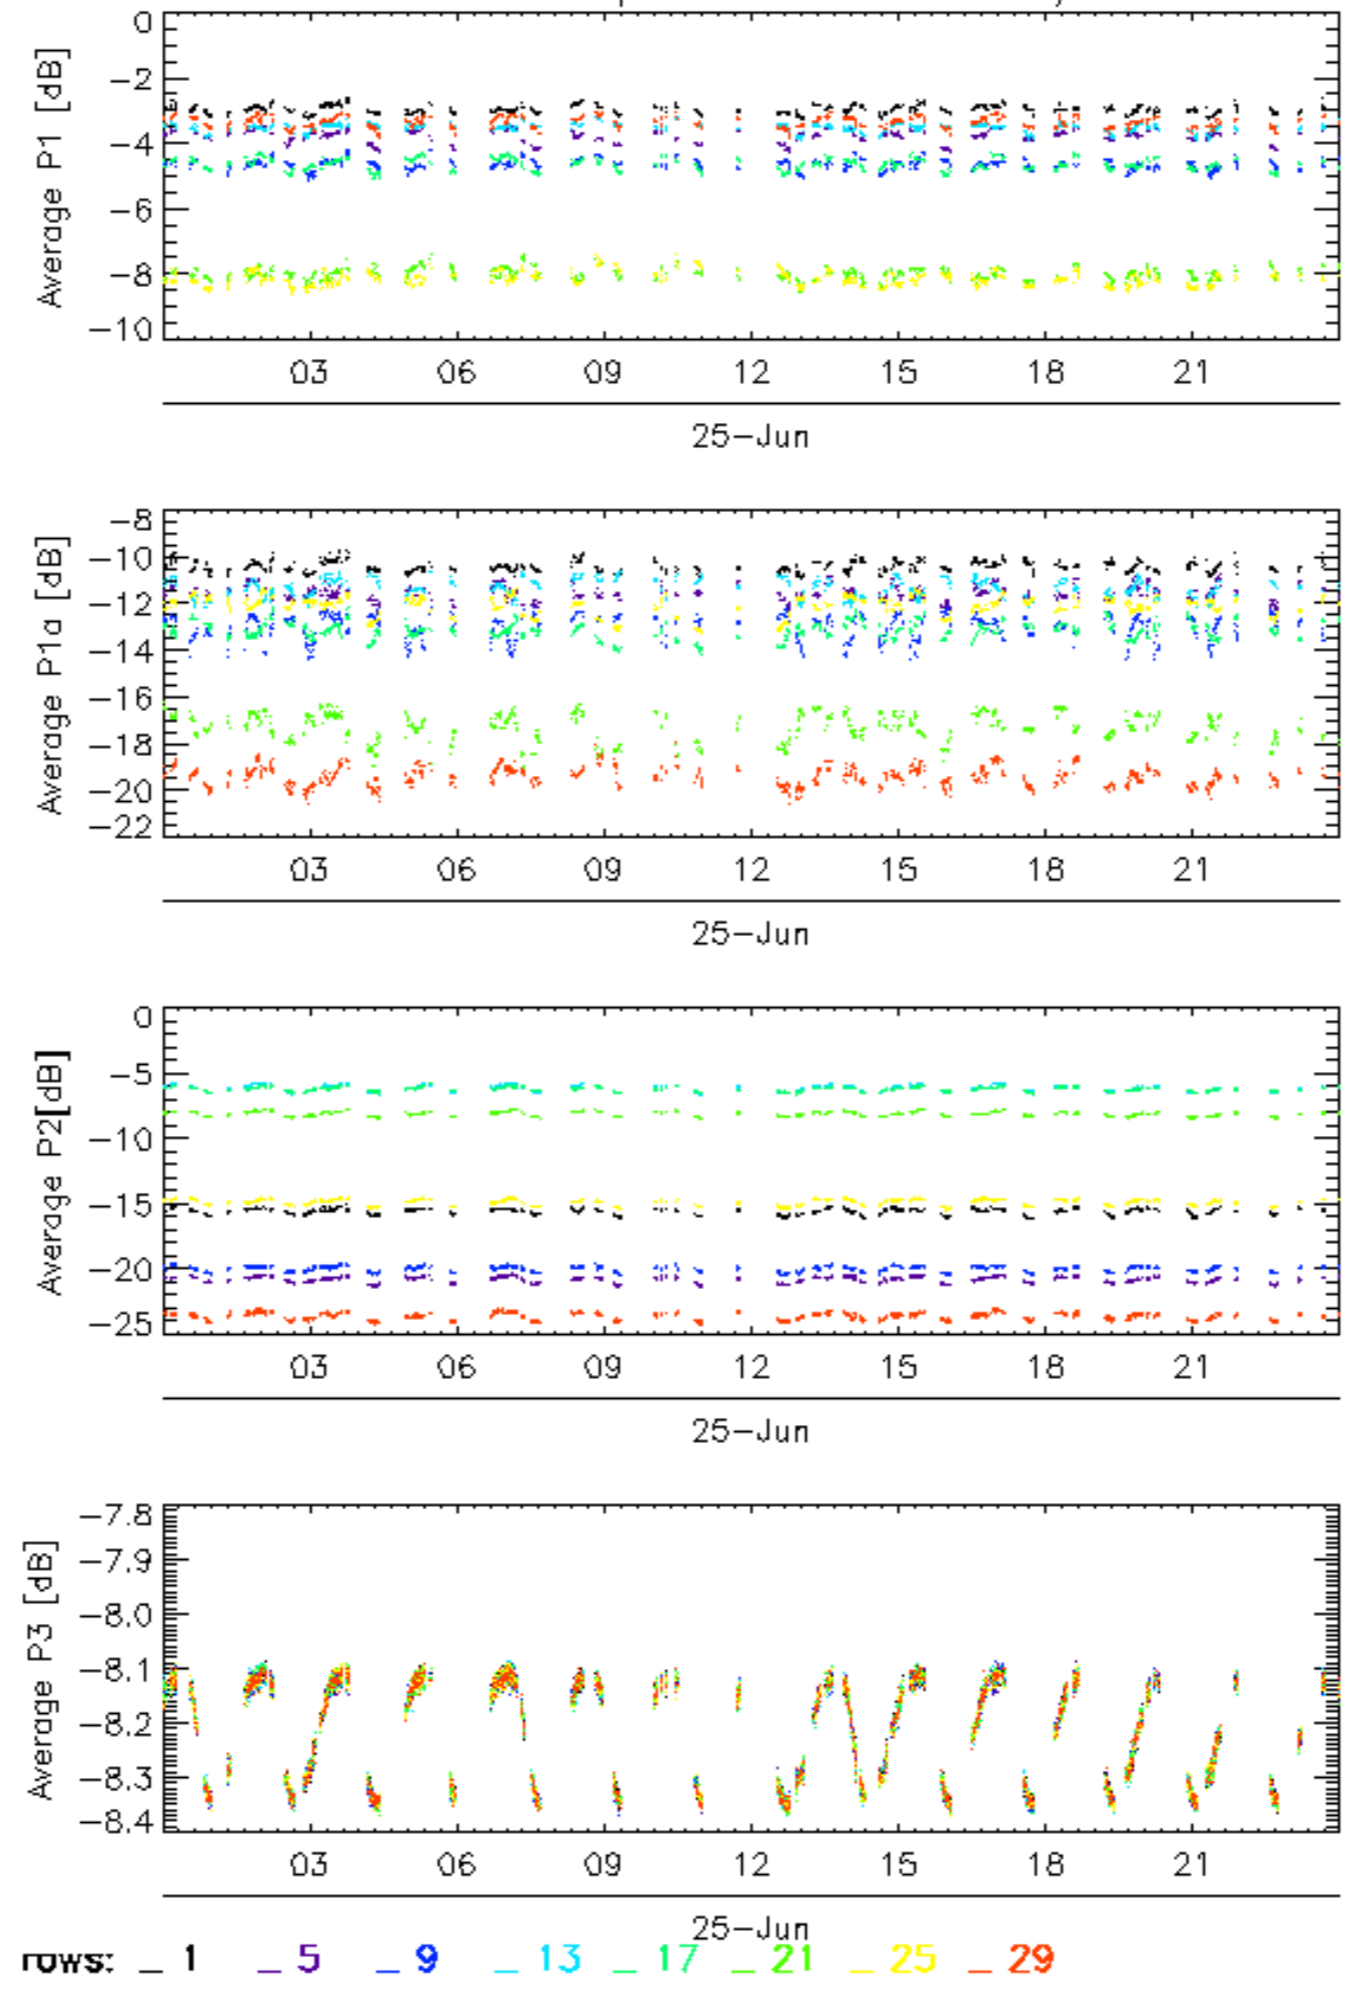 Average P1 [dB]
0
−2
−4
−6
−8
−10
03 06 09 12 15 18 21
25−Jun
Average P1a [dB]
−8
−10
−12
−14
−16
−18
−20
−22
03 06 09 12 15 18 21
25−Jun
Average P2[dB]
0
−5
−10
−15
−20
−25
03 06 09 12 15 18 21
25−Jun
Average P3 [dB]
−7.8
−7.9
−8.0
−8.1
−8.2
−8.3
−8.4
03 06 09 12 15 18 21
25−Jun
rows: _ 1 _ 5 _ 9 _ 13 _ 17 _ 21 _ 25 _ 29